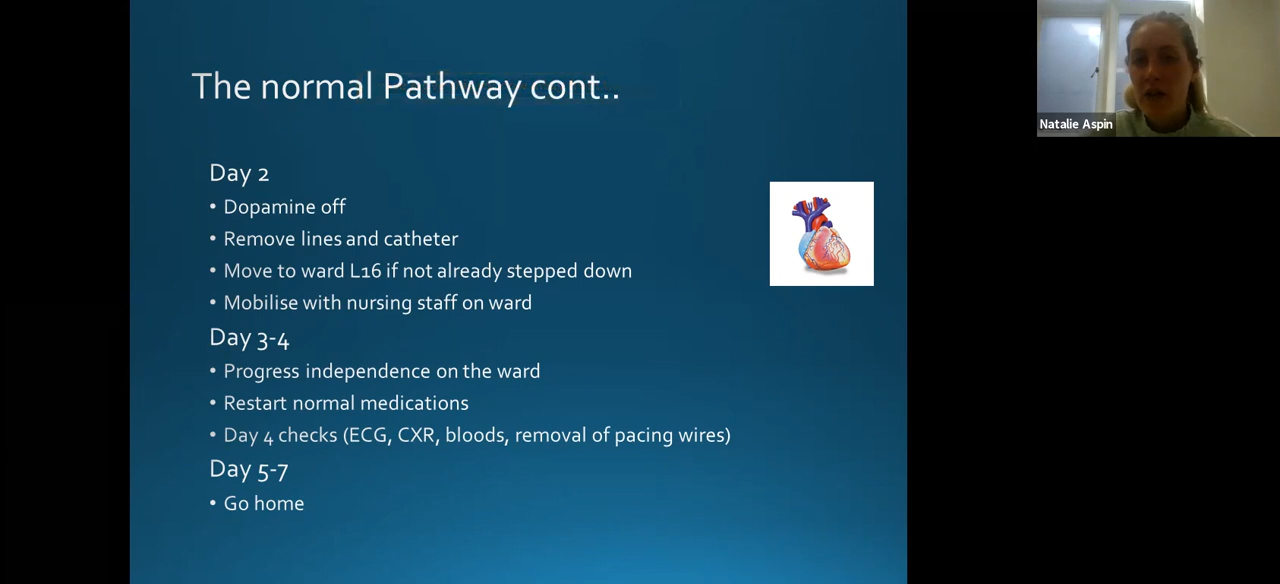 The normal Pathway cont..
Day 2
• Dopamine off
• Remove lines and catheter
• Move to ward L16 if not already stepped down
• Mobilise with nursing staff on ward
Day 3-4
• Progress independence on the ward
• Restart normal medications
• Day 4 checks (ECG, CXR, bloods, removal of pacing wires)
Day 5-7
• Go home
Natalie Aspin